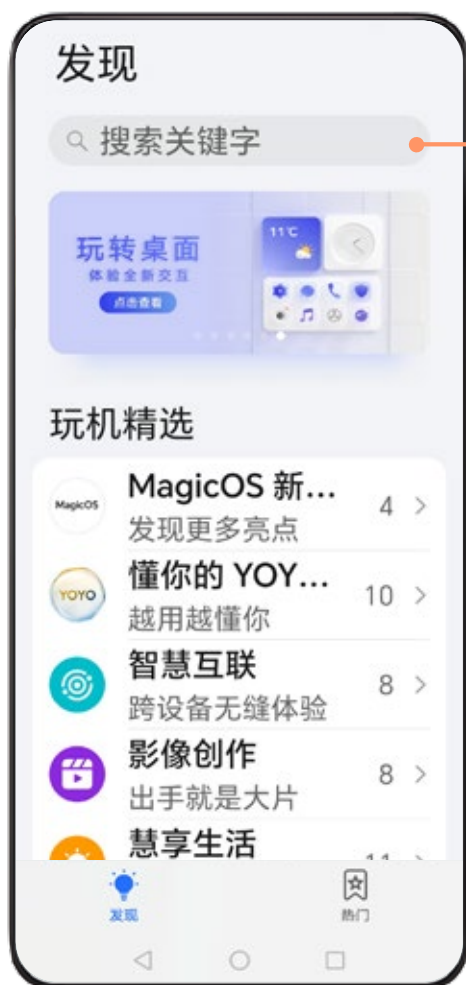 发现
搜索关键字
玩转桌面
体验全新交互
点击查看
11℃
玩机精选
MagicOS
MagicOS 新...
发现更多亮点
4
YOYO
懂你的 YOY...
越用越懂你
10
智慧互联
跨设备无缝体验
8
影像创作
出手就是大片
8
慧享生活
发现
热门